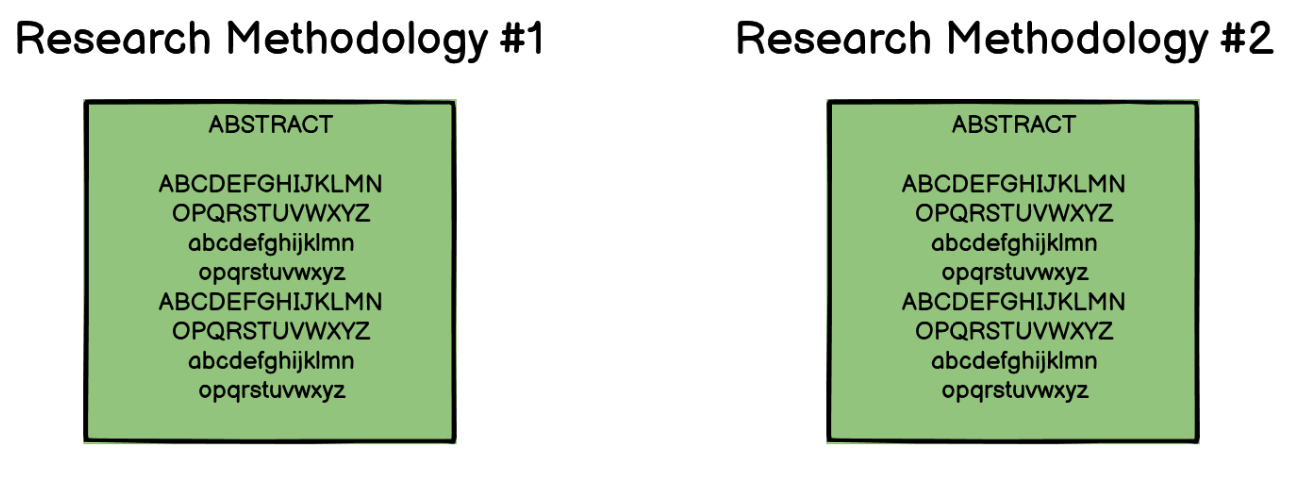 Research Methodology #1
ABSTRACT
ABCDEFGHIJKLMN
OPQRSTUVWXYZ
abcdefghijklmn
opqrstuvwxyz
ABCDEFGHIJKLMN
OPQRSTUVWXYZ
abcdefghijklmn
opqrstuvwxyz
Research Methodology #2
ABSTRACT
ABCDEFGHIJKLMN
OPQRSTUVWXYZ
abcdefghijklmn
opqrstuvwxyz
ABCDEFGHIJKLMN
OPQRSTUVWXYZ
abcdefghijklmn
opqrstuvwxyz